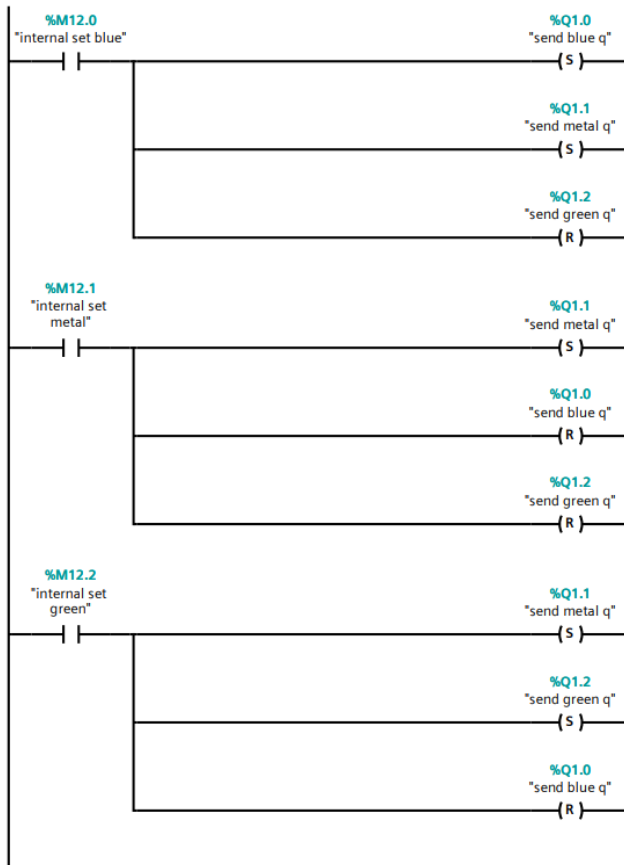 %M12.0
"internal set blue"
%Q1.0
"send blue q"
S
%Q1.1
"send metal q"
S
%Q1.2
"send green q"
R
%M12.1
"internal set
metal"
%Q1.1
"send metal q"
S
%Q1.0
"send blue q"
R
%Q1.2
"send green q"
R
%M12.2
"internal set
green"
%Q1.1
"send metal q"
S
%Q1.2
"send green q"
S
%Q1.0
"send blue q"
R